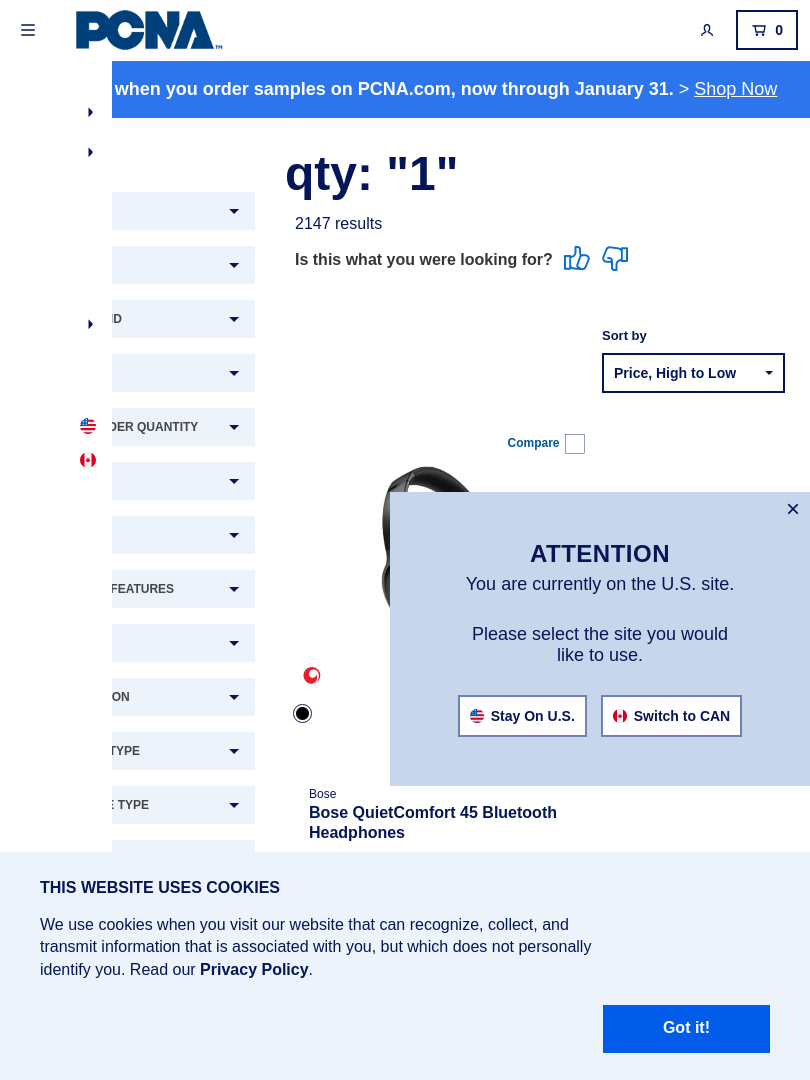 PCNA™
0
when you order samples on PCNA.com, now through January 31. > Shop Now
qty: "1"
2147 results
Is this what you were looking for?
Sort by
Price, High to Low
DER QUANTITY
Compare
FEATURES
ON
TYPE
E TYPE
×
ATTENTION
You are currently on the U.S. site.
Please select the site you would
like to use.
Stay On U.S.
Switch to CAN
Bose
Bose QuietComfort 45 Bluetooth
Headphones
THIS WEBSITE USES COOKIES
We use cookies when you visit our website that can recognize, collect, and
transmit information that is associated with you, but which does not personally
identify you. Read our Privacy Policy.
Got it!